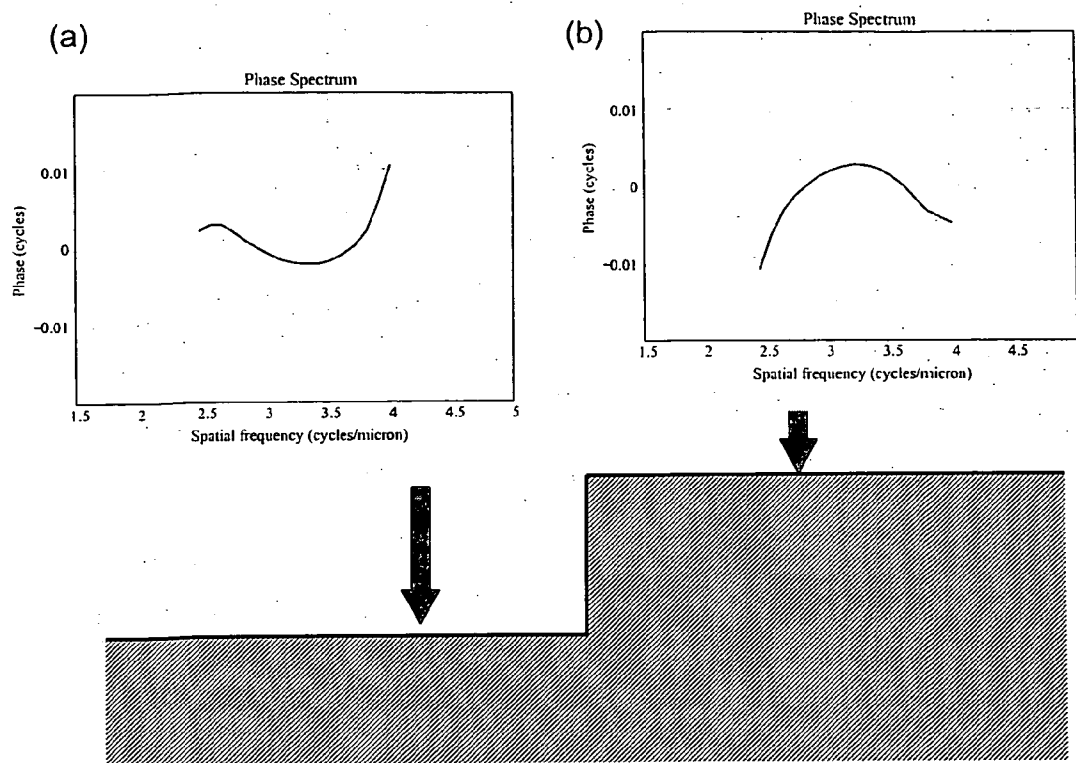 (a)
Phase Spectrum
Phase (cycles)
0.01
0
−0.01
1.5 2 2.5 3 3.5 4 4.5 5
Spatial frequency (cycles/micron)
(b)
Phase Spectrum
Phase (cycles)
0.01
0
−0.01
1.5 2 2.5 3 3.5 4 4.5
Spatial frequency (cycles/micron)